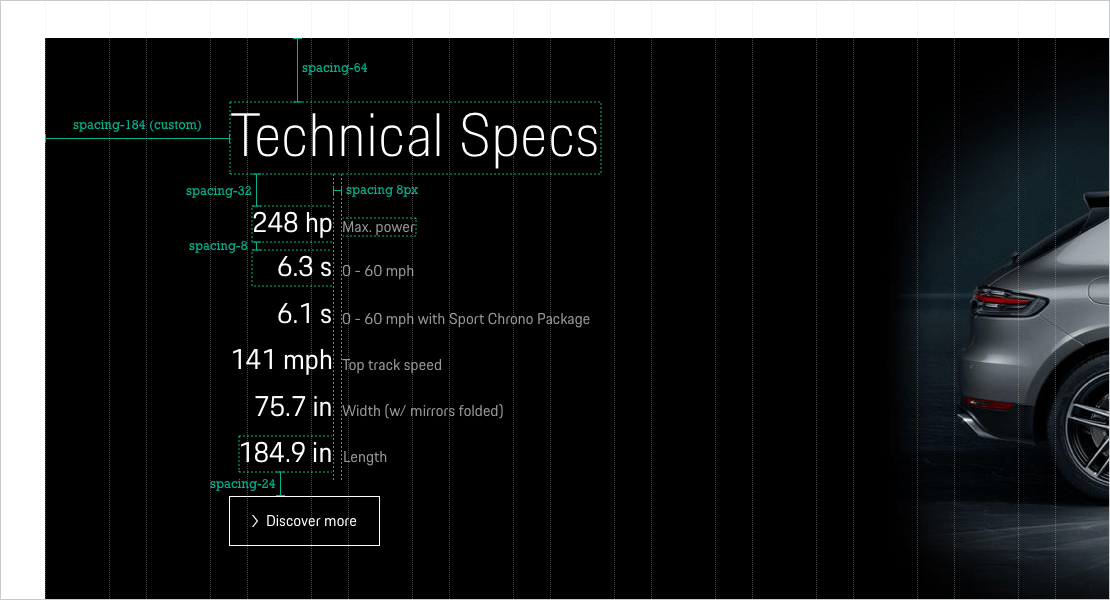 spacing-64
spacing-184 (custom)
Technical Specs
spacing-32
spacing 8px
248 hp Max. power
spacing-8
6.3 s 0 - 60 mph
6.1 s 0 - 60 mph with Sport Chrono Package
141 mph Top track speed
75.7 in Width (w/ mirrors folded)
184.9 in Length
spacing-24
Discover more